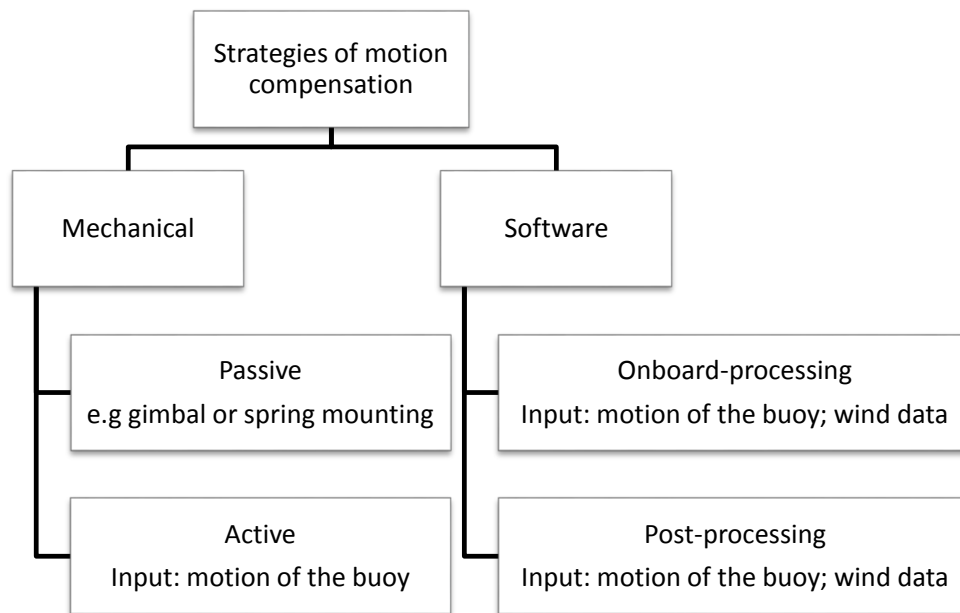 Strategies of motion
compensation
Mechanical
Software
Passive
e.g gimbal or spring mounting
Onboard-processing
Input: motion of the buoy; wind data
Active
Input: motion of the buoy
Post-processing
Input: motion of the buoy; wind data